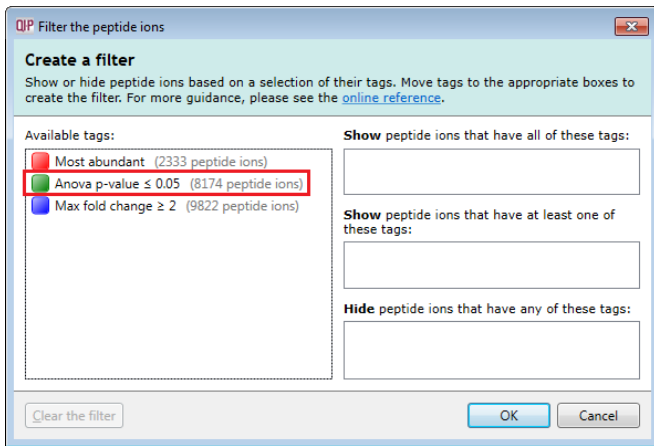 QIP Filter the peptide ions
Create a filter
Show or hide peptide ions based on a selection of their tags. Move tags to the appropriate boxes to
create the filter. For more guidance, please see the online reference.
Available tags:
Most abundant (2333 peptide ions)
Anova p-value ≤ 0.05 (8174 peptide ions)
Max fold change ≥ 2 (9822 peptide ions)
Show peptide ions that have all of these tags:
Show peptide ions that have at least one of
these tags:
Hide peptide ions that have any of these tags:
Clear the filter
OK
Cancel